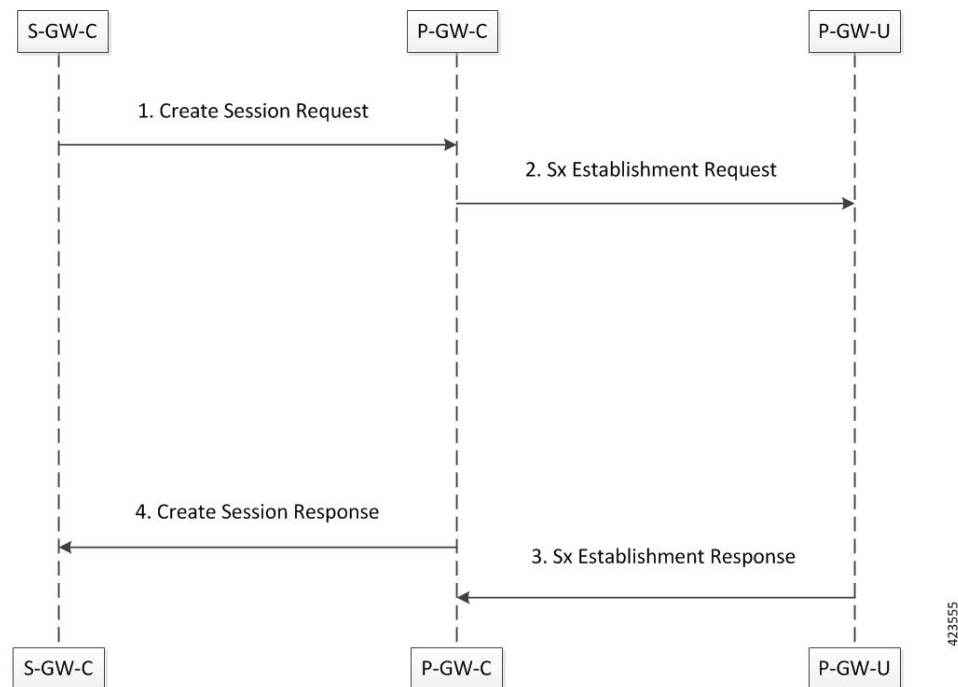 S-GW-C
P-GW-C
P-GW-U
1. Create Session Request
2. Sx Establishment Request
4. Create Session Response
3. Sx Establishment Response
423555
S-GW-C
P-GW-C
P-GW-U